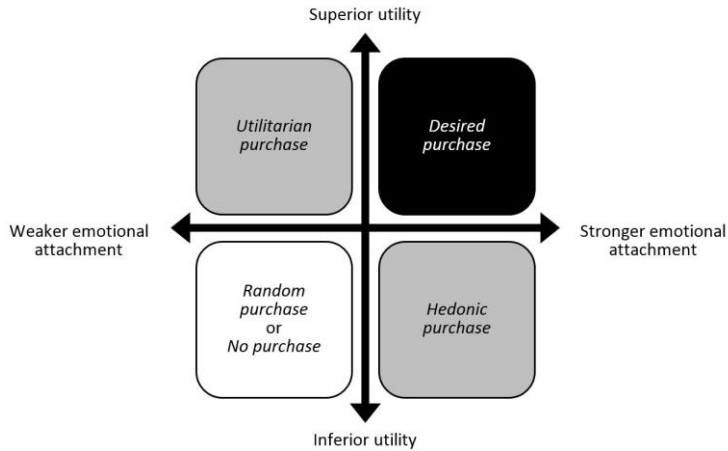 Superior utility
Utilitarian
purchase
Desired
purchase
Weaker emotional
attachment
Stronger emotional
attachment
Random
purchase
or
No purchase
Hedonic
purchase
Inferior utility